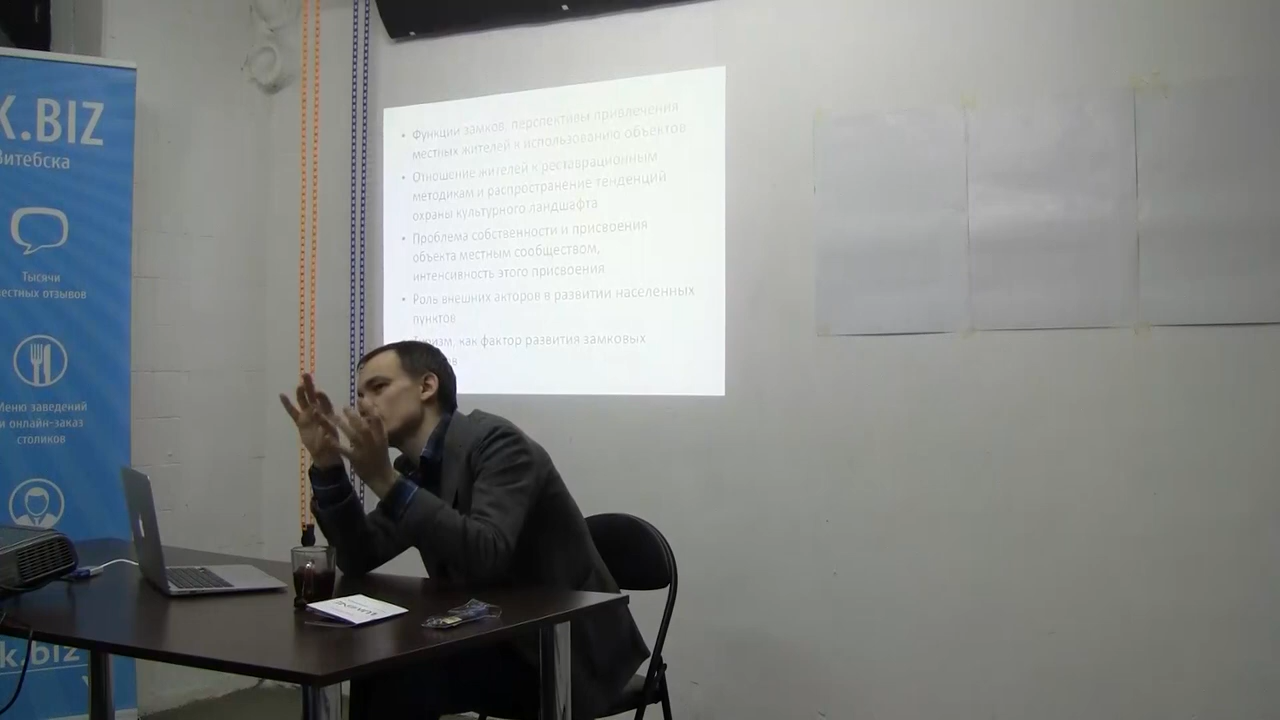 K.BIZ
Витебска
Тысячи
честных отзывов
Меню заведений
и онлайн-заказ
столиков
k.biz
• Функции замков, перспективы привлечения
местных жителей к использованию объектов
• Отношение жителей к реставрационным
методикам и распространение тенденций
охраны культурного ландшафта
• Проблема собственности и присвоения
объекта местным сообществом,
интенсивность этого присвоения
• Роль внешних акторов в развитии населенных
пунктов
Туризм, как фактор развития замковых